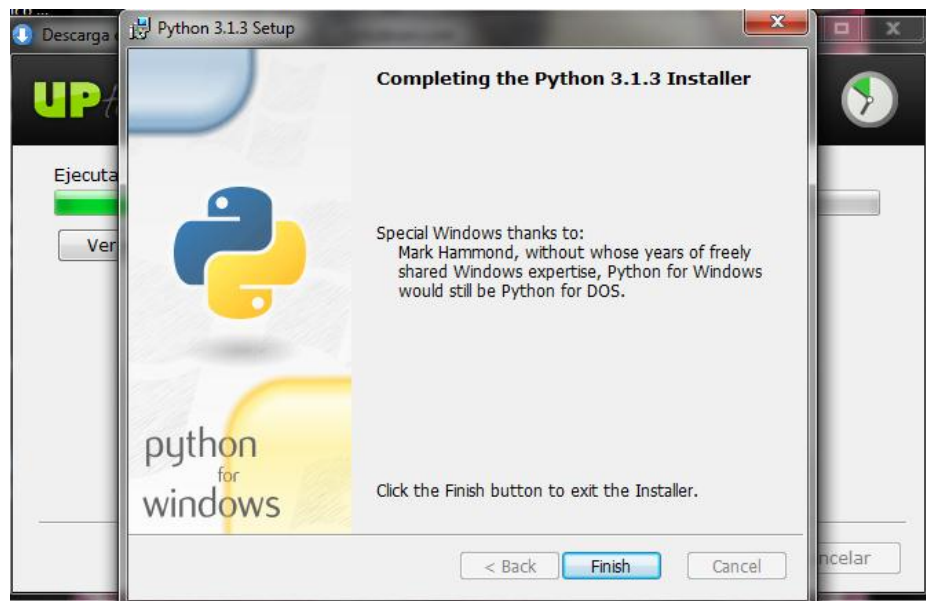 Descarga
Python 3.1.3 Setup
UP
Completing the Python 3.1.3 Installer
Ejecuta
Ver
Special Windows thanks to:
Mark Hammond, without whose years of freely
shared Windows expertise, Python for Windows
would still be Python for DOS.
python
for
windows
Click the Finish button to exit the Installer.
< Back
Finish
Cancel
ncelar